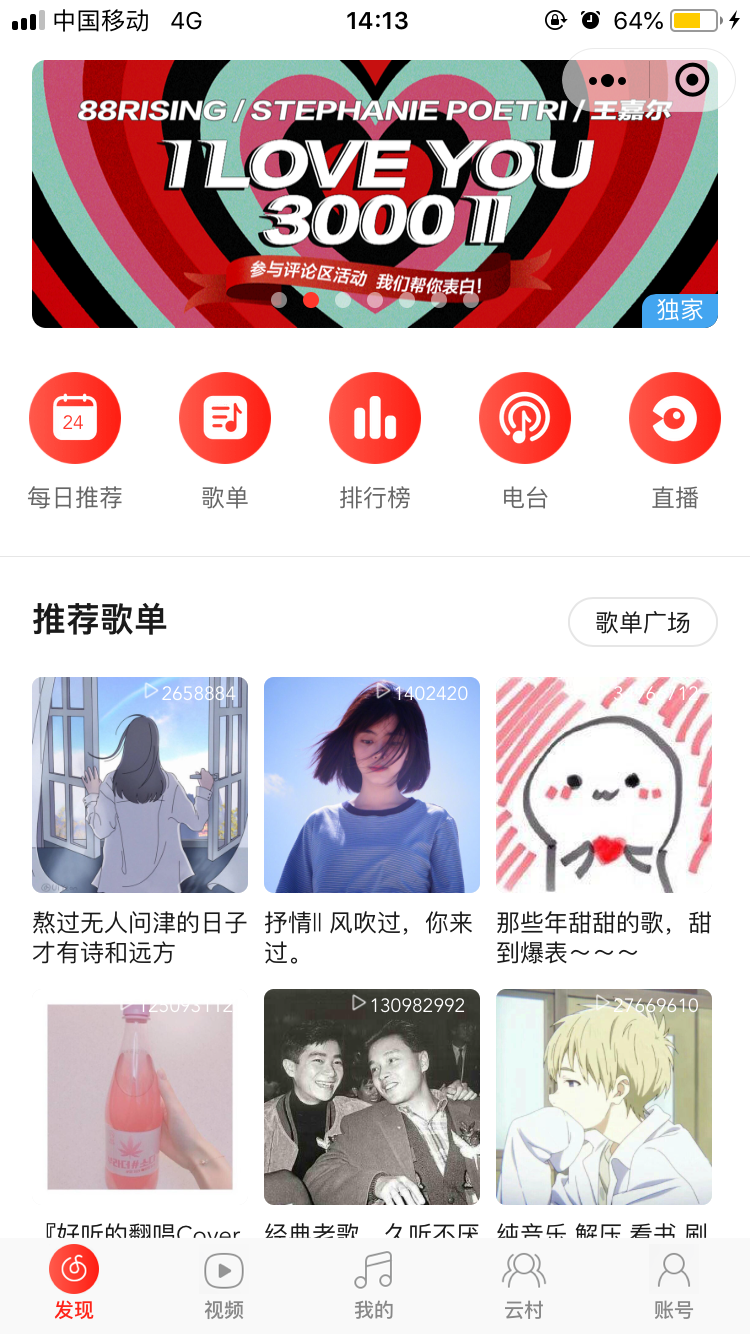 中国移动 4G 14:13 64%
88RISING / STEPHANIE POETRI / 王嘉尔
I LOVE YOU
3000 II
参与评论区活动 我们帮你表白!
独家
24
每日推荐 歌单 排行榜 电台 直播
推荐歌单 歌单广场
2658884 1402420
熬过无人问津的日子 抒情‖ 风吹过，你来 那些年甜甜的歌，甜
才有诗和远方 过。 到爆表～～～
125093112 130982992 27669610
『好听的翻唱Cover 经典老歌 久听不厌 纯音乐 解压 看书 刷
发现 视频 我的 云村 账号